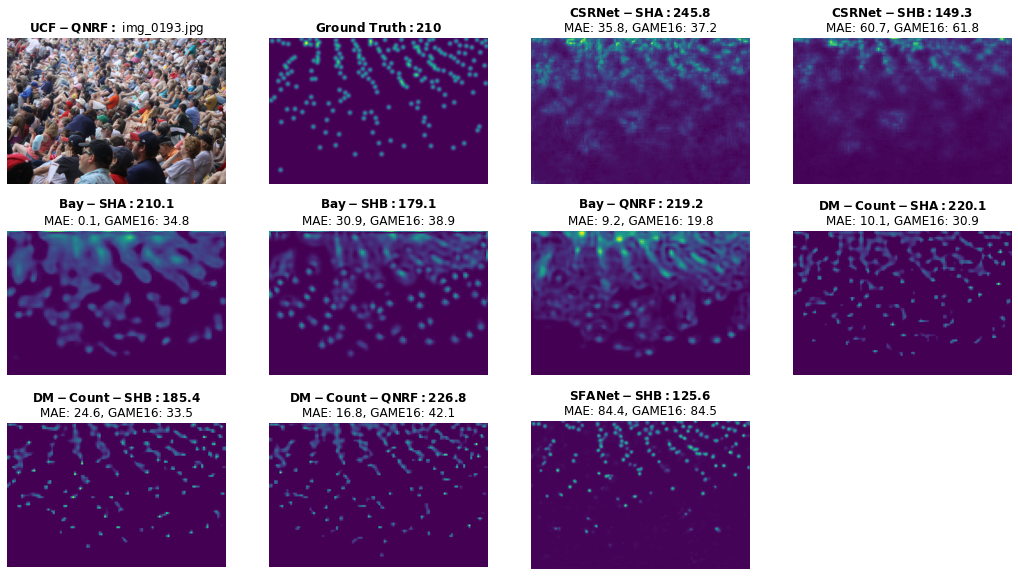 UCF − QNRF : img_0193.jpg
Ground Truth : 210
CSRNet − SHA : 245.8
MAE: 35.8, GAME16: 37.2
CSRNet − SHB : 149.3
MAE: 60.7, GAME16: 61.8
Bay − SHA : 210.1
MAE: 0.1, GAME16: 34.8
Bay − SHB : 179.1
MAE: 30.9, GAME16: 38.9
Bay − QNRF : 219.2
MAE: 9.2, GAME16: 19.8
DM − Count − SHA : 220.1
MAE: 10.1, GAME16: 30.9
DM − Count − SHB : 185.4
MAE: 24.6, GAME16: 33.5
DM − Count − QNRF : 226.8
MAE: 16.8, GAME16: 42.1
SFANet − SHB : 125.6
MAE: 84.4, GAME16: 84.5